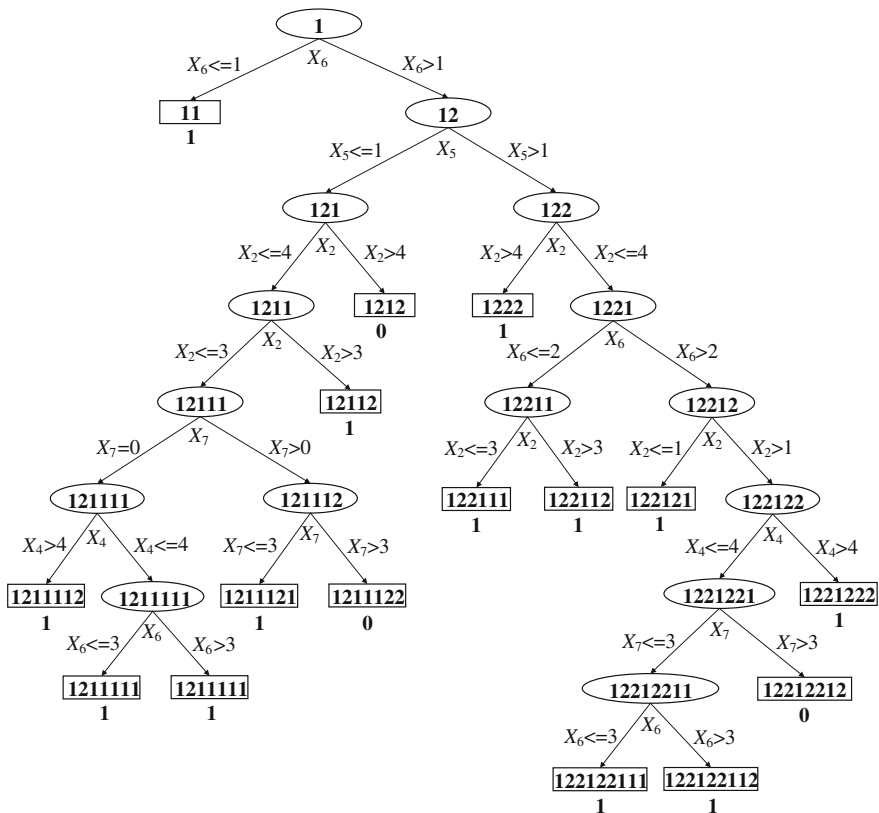 1
X₆<=1 X₆ X₆>1
11 12
1
X₅<=1 X₅ X₅>1
121 122
X₂<=4 X₂ X₂>4 X₂>4 X₂ X₂<=4
1211 1212 1222 1221
0 1
X₂<=3 X₂ X₂>3 X₆<=2 X₆ X₆>2
12111 12112 12211 12212
1
X₇=0 X₇ X₇>0 X₂<=3 X₂ X₂>3 X₂<=1 X₂ X₂>1
121111 121112 122111 122112 122121 122122
1 1 1
X₄>4 X₄ X₄<=4 X₇<=3 X₇ X₇>3 X₄<=4 X₄ X₄>4
1211112 1211111 1211121 1211122 1221221 1221222
1 1 0 1
X₆<=3 X₆ X₆>3 X₇<=3 X₇ X₇>3
1211111 1211111 12212211 12212212
1 1 0
X₆<=3 X₆ X₆>3
122122111 122122112
1 1